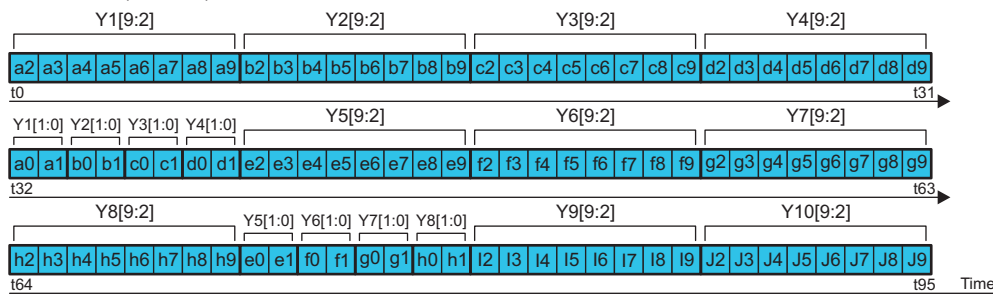 Y1[9:2] Y2[9:2] Y3[9:2] Y4[9:2]
a2 a3 a4 a5 a6 a7 a8 a9 b2 b3 b4 b5 b6 b7 b8 b9 c2 c3 c4 c5 c6 c7 c8 c9 d2 d3 d4 d5 d6 d7 d8 d9
t0 t31
Y1[1:0] Y2[1:0] Y3[1:0] Y4[1:0] Y5[9:2] Y6[9:2] Y7[9:2]
a0 a1 b0 b1 c0 c1 d0 d1 e2 e3 e4 e5 e6 e7 e8 e9 f2 f3 f4 f5 f6 f7 f8 f9 g2 g3 g4 g5 g6 g7 g8 g9
t32 t63
Y8[9:2] Y5[1:0] Y6[1:0] Y7[1:0] Y8[1:0] Y9[9:2] Y10[9:2]
h2 h3 h4 h5 h6 h7 h8 h9 e0 e1 f0 f1 g0 g1 h0 h1 I2 I3 I4 I5 I6 I7 I8 I9 J2 J3 J4 J5 J6 J7 J8 J9
t64 t95 Time